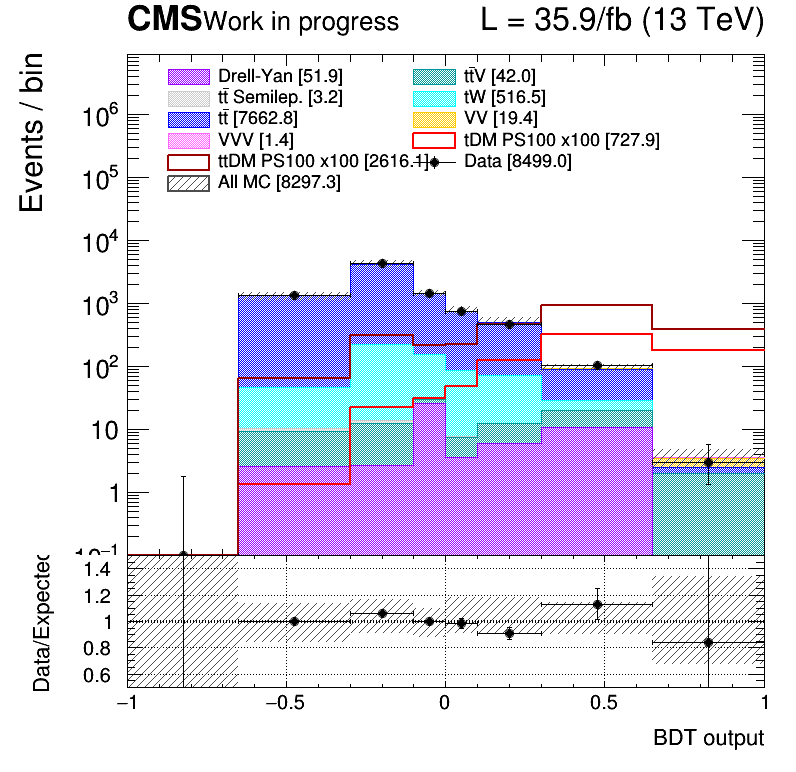 CMS Work in progress L = 35.9/fb (13 TeV)
Events / bin
Drell-Yan [51.9] tt̄V [42.0]
tt̄ Semilep. [3.2] tW [516.5]
tt̄ [7662.8] VV [19.4]
VVV [1.4] tDM PS100 x100 [727.9]
ttDM PS100 x100 [2616.1] Data [8499.0]
All MC [8297.3]
10⁶
10⁵
10⁴
10³
10²
10
1
10⁻¹
Data/Expected
1.4
1.2
1
0.8
0.6
−1 −0.5 0 0.5 1
BDT output